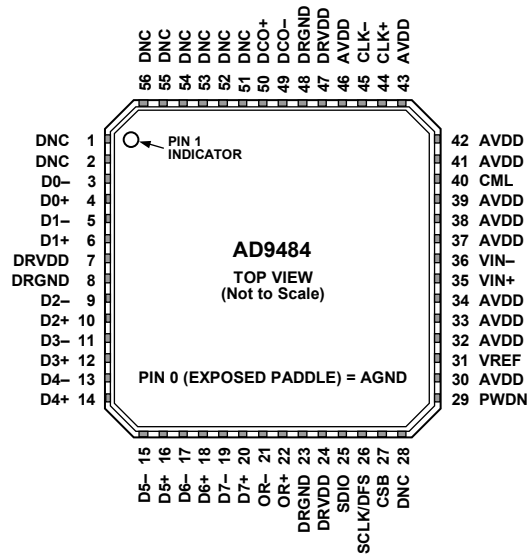 56 DNC
55 DNC
54 DNC
53 DNC
52 DNC
51 DNC
50 DCO+
49 DCO–
48 DRGND
47 DRVDD
46 AVDD
45 CLK–
44 CLK+
43 AVDD
DNC 1
DNC 2
D0– 3
D0+ 4
D1– 5
D1+ 6
DRVDD 7
DRGND 8
D2– 9
D2+ 10
D3– 11
D3+ 12
D4– 13
D4+ 14
PIN 1
INDICATOR
AD9484
TOP VIEW
(Not to Scale)
PIN 0 (EXPOSED PADDLE) = AGND
42 AVDD
41 AVDD
40 CML
39 AVDD
38 AVDD
37 AVDD
36 VIN–
35 VIN+
34 AVDD
33 AVDD
32 AVDD
31 VREF
30 AVDD
29 PWDN
D5– 15
D5+ 16
D6– 17
D6+ 18
D7– 19
D7+ 20
OR– 21
OR+ 22
DRGND 23
DRVDD 24
SDIO 25
SCLK/DFS 26
CSB 27
DNC 28